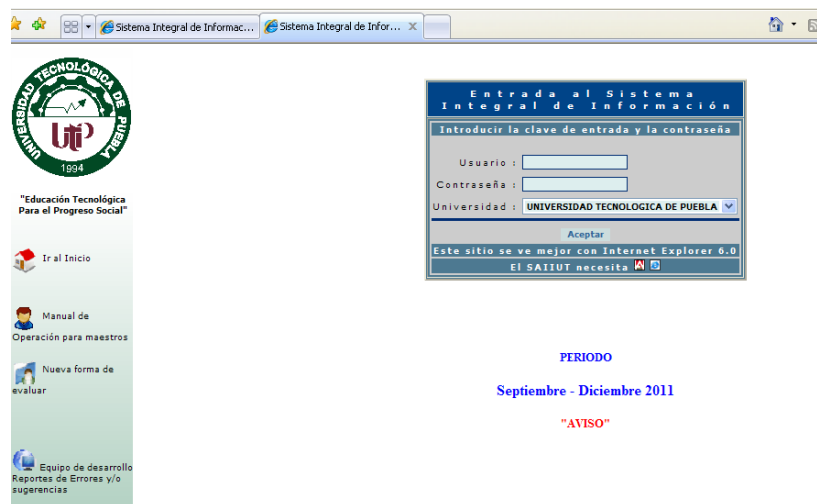 Sistema Integral de Informac...
Sistema Integral de Infor...
UNIVERSIDAD TECNOLÓGICA DE PUEBLA
UTP
1994
"Educación Tecnológica
Para el Progreso Social"
Ir al Inicio
Manual de
Operación para maestros
Nueva forma de
evaluar
Equipo de desarrollo
Reportes de Errores y/o
sugerencias
Entrada al Sistema
Integral de Información
Introducir la clave de entrada y la contraseña
Usuario :
Contraseña :
Universidad : UNIVERSIDAD TECNOLOGICA DE PUEBLA
Aceptar
Este sitio se ve mejor con Internet Explorer 6.0
El SAIIUT necesita
PERIODO
Septiembre - Diciembre 2011
"AVISO"